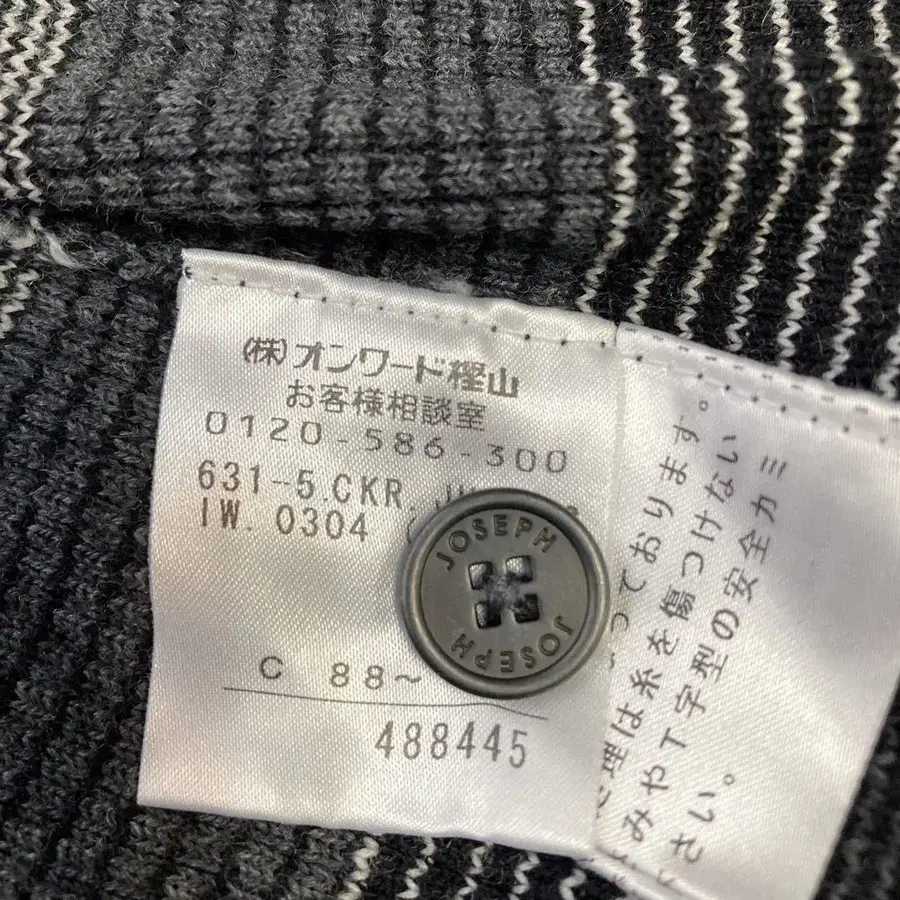 (株)オンワード樫山
お客様相談室
0120-586-300
631-5.CKR.
IW. 0304
C 88~
488445
JOSEPH
JOSEPH
っております。
理は糸を傷つけない
みやT字型の安全カミ
さい。